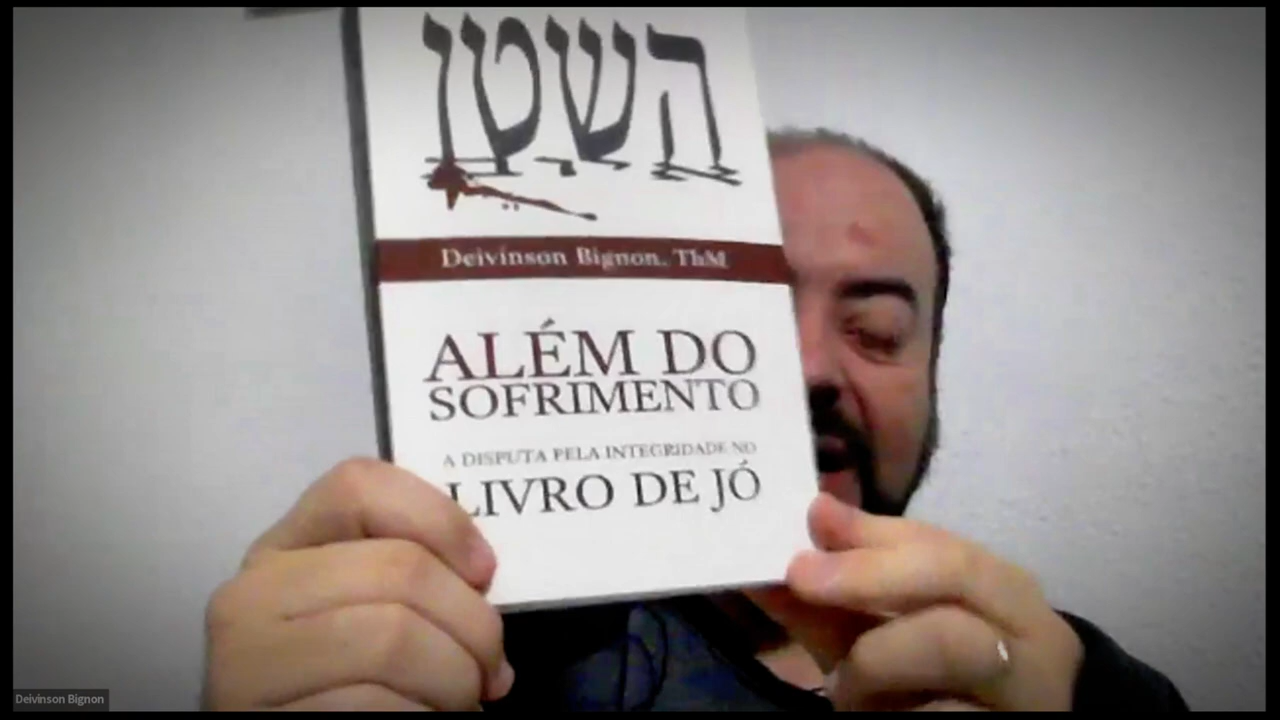 השטן
Deivinson Bignon, ThM
ALÉM DO
SOFRIMENTO
A DISPUTA PELA INTEGRIDADE NO
LIVRO DE JÓ
Deivinson Bignon